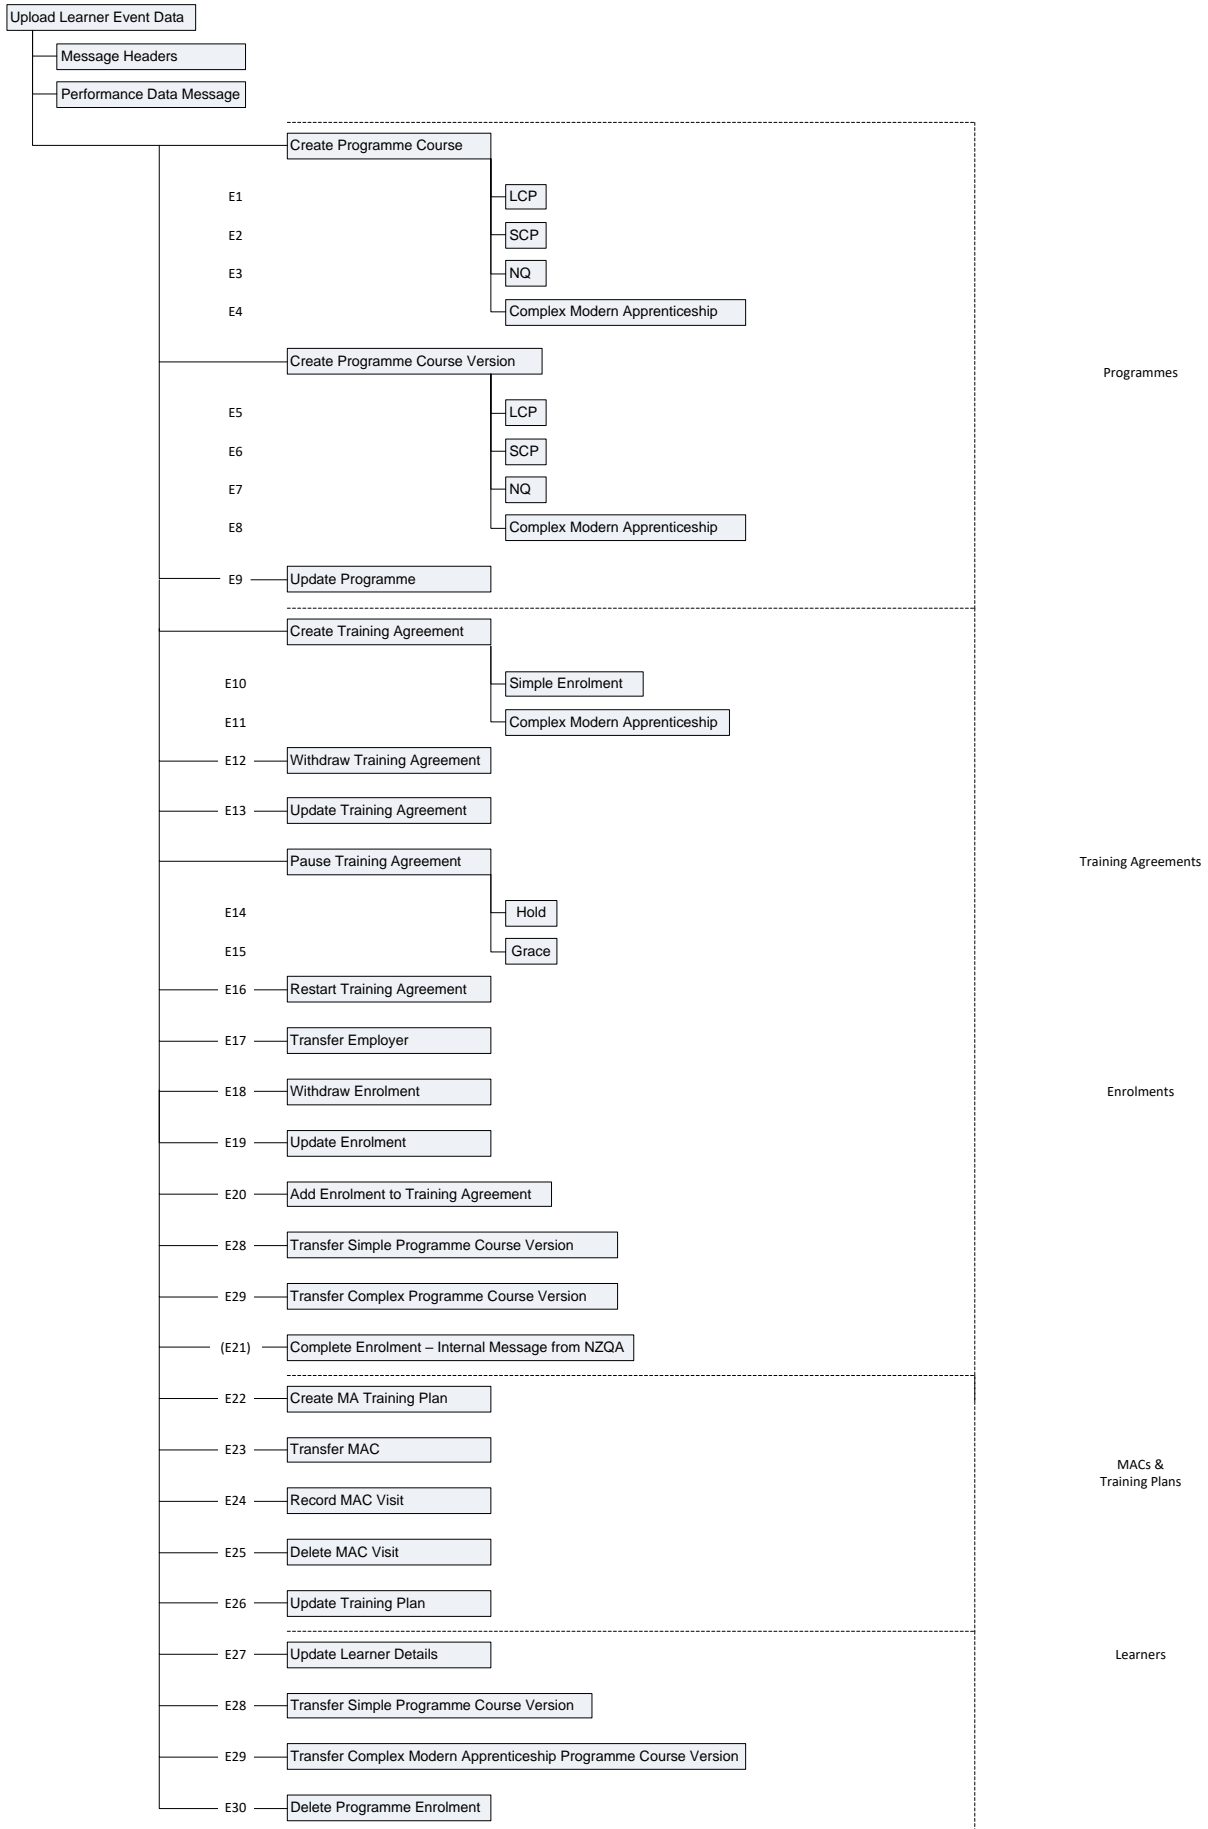 Upload Learner Event Data
Message Headers
Performance Data Message
Create Programme Course
E1 LCP
E2 SCP
E3 NQ
E4 Complex Modern Apprenticeship
Create Programme Course Version
Programmes
E5 LCP
E6 SCP
E7 NQ
E8 Complex Modern Apprenticeship
E9 Update Programme
Create Training Agreement
E10 Simple Enrolment
E11 Complex Modern Apprenticeship
E12 Withdraw Training Agreement
E13 Update Training Agreement
Pause Training Agreement Training Agreements
E14 Hold
E15 Grace
E16 Restart Training Agreement
E17 Transfer Employer
E18 Withdraw Enrolment Enrolments
E19 Update Enrolment
E20 Add Enrolment to Training Agreement
E28 Transfer Simple Programme Course Version
E29 Transfer Complex Programme Course Version
(E21) Complete Enrolment – Internal Message from NZQA
E22 Create MA Training Plan
E23 Transfer MAC
MACs &
Training Plans
E24 Record MAC Visit
E25 Delete MAC Visit
E26 Update Training Plan
E27 Update Learner Details Learners
E28 Transfer Simple Programme Course Version
E29 Transfer Complex Modern Apprenticeship Programme Course Version
E30 Delete Programme Enrolment